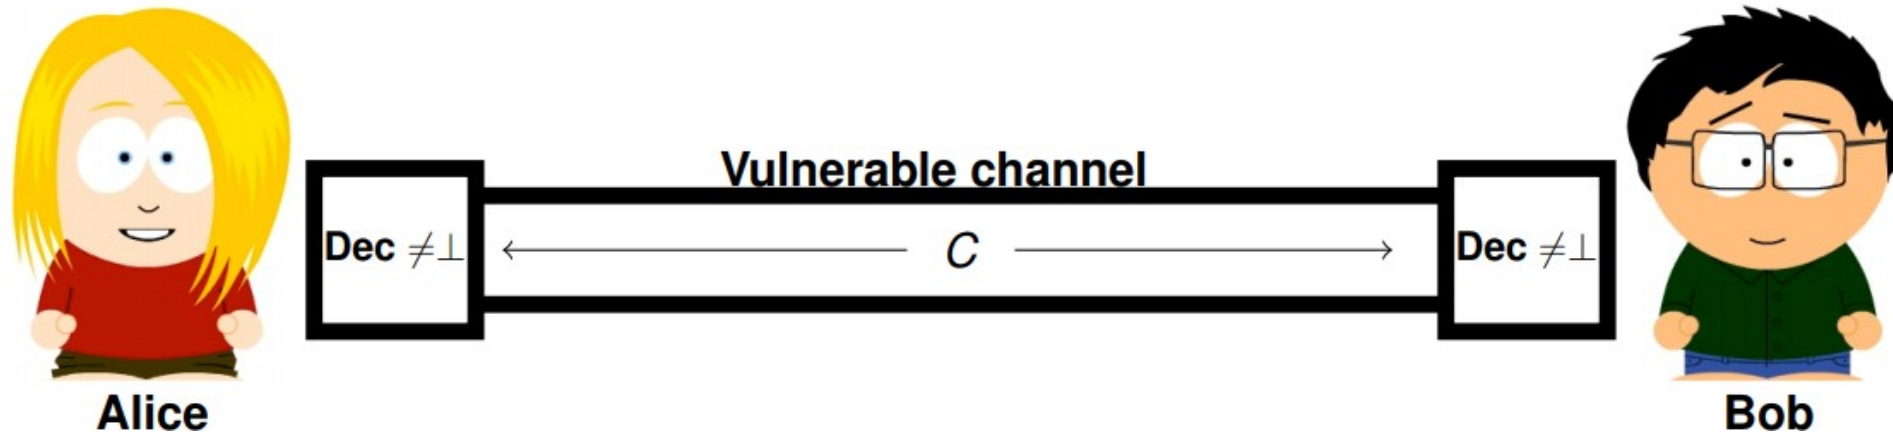 Vulnerable channel
Dec ≠⊥
C
Dec ≠⊥
Alice
Bob